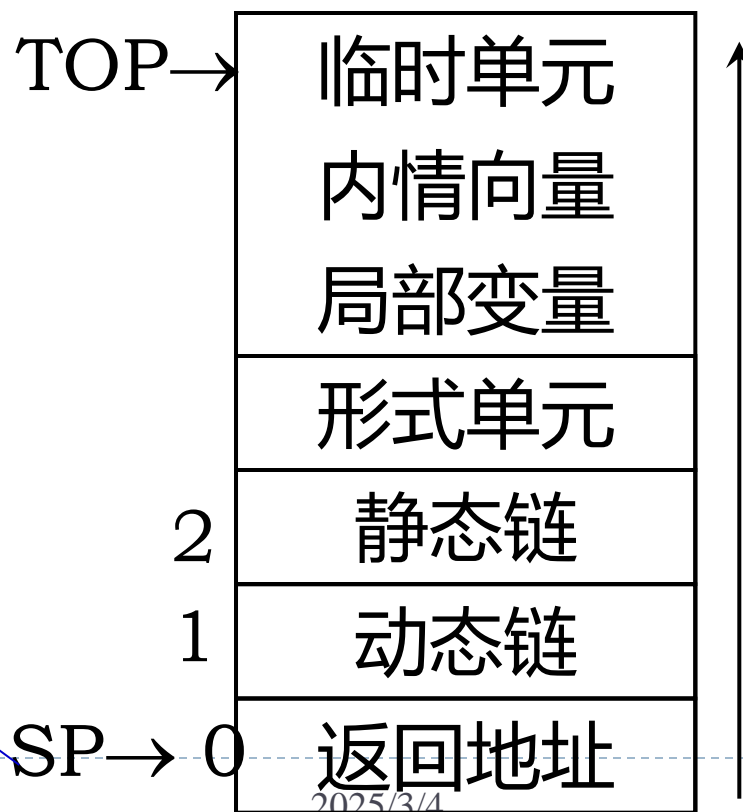 TOP→ 临时单元
内情向量
局部变量
形式单元
2 静态链
1 动态链
SP→ 0 返回地址
2025/3/4